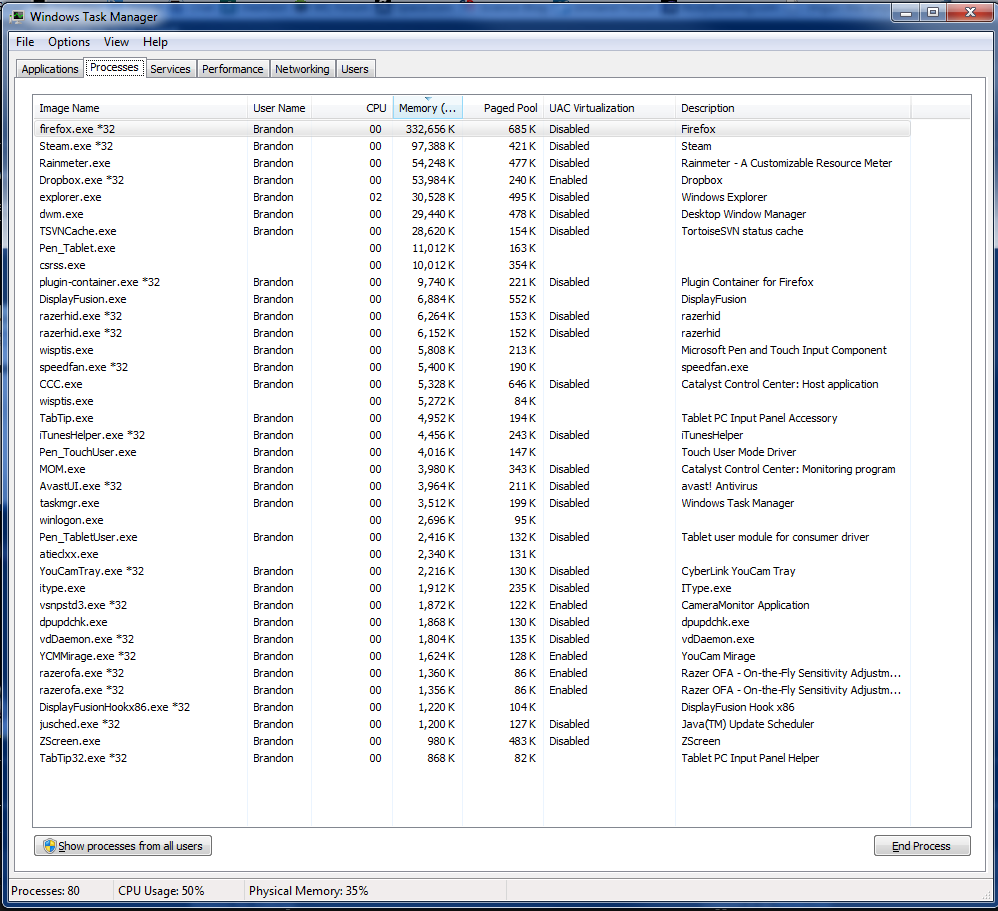 Windows Task Manager
File Options View Help
Applications Processes Services Performance Networking Users
Image Name User Name CPU Memory (... Paged Pool UAC Virtualization Description
firefox.exe *32 Brandon 00 332,656 K 685 K Disabled Firefox
Steam.exe *32 Brandon 00 97,388 K 421 K Disabled Steam
Rainmeter.exe Brandon 00 54,248 K 477 K Disabled Rainmeter - A Customizable Resource Meter
Dropbox.exe *32 Brandon 00 53,984 K 240 K Enabled Dropbox
explorer.exe Brandon 02 30,528 K 495 K Disabled Windows Explorer
dwm.exe Brandon 00 29,440 K 478 K Disabled Desktop Window Manager
TSVNCache.exe Brandon 00 28,620 K 154 K Disabled TortoiseSVN status cache
Pen_Tablet.exe 00 11,012 K 163 K
csrss.exe 00 10,012 K 354 K
plugin-container.exe *32 Brandon 00 9,740 K 221 K Disabled Plugin Container for Firefox
DisplayFusion.exe Brandon 00 6,884 K 552 K DisplayFusion
razerhid.exe *32 Brandon 00 6,264 K 153 K Disabled razerhid
razerhid.exe *32 Brandon 00 6,152 K 152 K Disabled razerhid
wisptis.exe Brandon 00 5,808 K 213 K Microsoft Pen and Touch Input Component
speedfan.exe *32 Brandon 00 5,400 K 190 K speedfan.exe
CCC.exe Brandon 00 5,328 K 646 K Disabled Catalyst Control Center: Host application
wisptis.exe 00 5,272 K 84 K
TabTip.exe Brandon 00 4,952 K 194 K Tablet PC Input Panel Accessory
iTunesHelper.exe *32 Brandon 00 4,456 K 243 K Disabled iTunesHelper
Pen_TouchUser.exe Brandon 00 4,016 K 147 K Touch User Mode Driver
MOM.exe Brandon 00 3,980 K 343 K Disabled Catalyst Control Center: Monitoring program
AvastUI.exe *32 Brandon 00 3,964 K 211 K Disabled avast! Antivirus
taskmgr.exe Brandon 00 3,512 K 199 K Disabled Windows Task Manager
winlogon.exe 00 2,696 K 95 K
Pen_TabletUser.exe Brandon 00 2,416 K 132 K Disabled Tablet user module for consumer driver
atieclxx.exe 00 2,340 K 131 K
YouCamTray.exe *32 Brandon 00 2,216 K 130 K Disabled CyberLink YouCam Tray
itype.exe Brandon 00 1,912 K 235 K Disabled IType.exe
vsnpstd3.exe *32 Brandon 00 1,872 K 122 K Enabled CameraMonitor Application
dpupdchk.exe Brandon 00 1,868 K 130 K Disabled dpupdchk.exe
vdDaemon.exe *32 Brandon 00 1,804 K 135 K Disabled vdDaemon.exe
YCMMirage.exe *32 Brandon 00 1,624 K 128 K Enabled YouCam Mirage
razerofa.exe *32 Brandon 00 1,360 K 86 K Enabled Razer OFA - On-the-Fly Sensitivity Adjustm...
razerofa.exe *32 Brandon 00 1,356 K 86 K Enabled Razer OFA - On-the-Fly Sensitivity Adjustm...
DisplayFusionHookx86.exe *32 Brandon 00 1,220 K 104 K DisplayFusion Hook x86
jusched.exe *32 Brandon 00 1,200 K 127 K Disabled Java(TM) Update Scheduler
ZScreen.exe Brandon 00 980 K 483 K Disabled ZScreen
TabTip32.exe *32 Brandon 00 868 K 82 K Tablet PC Input Panel Helper
Show processes from all users End Process
Processes: 80 CPU Usage: 50% Physical Memory: 35%